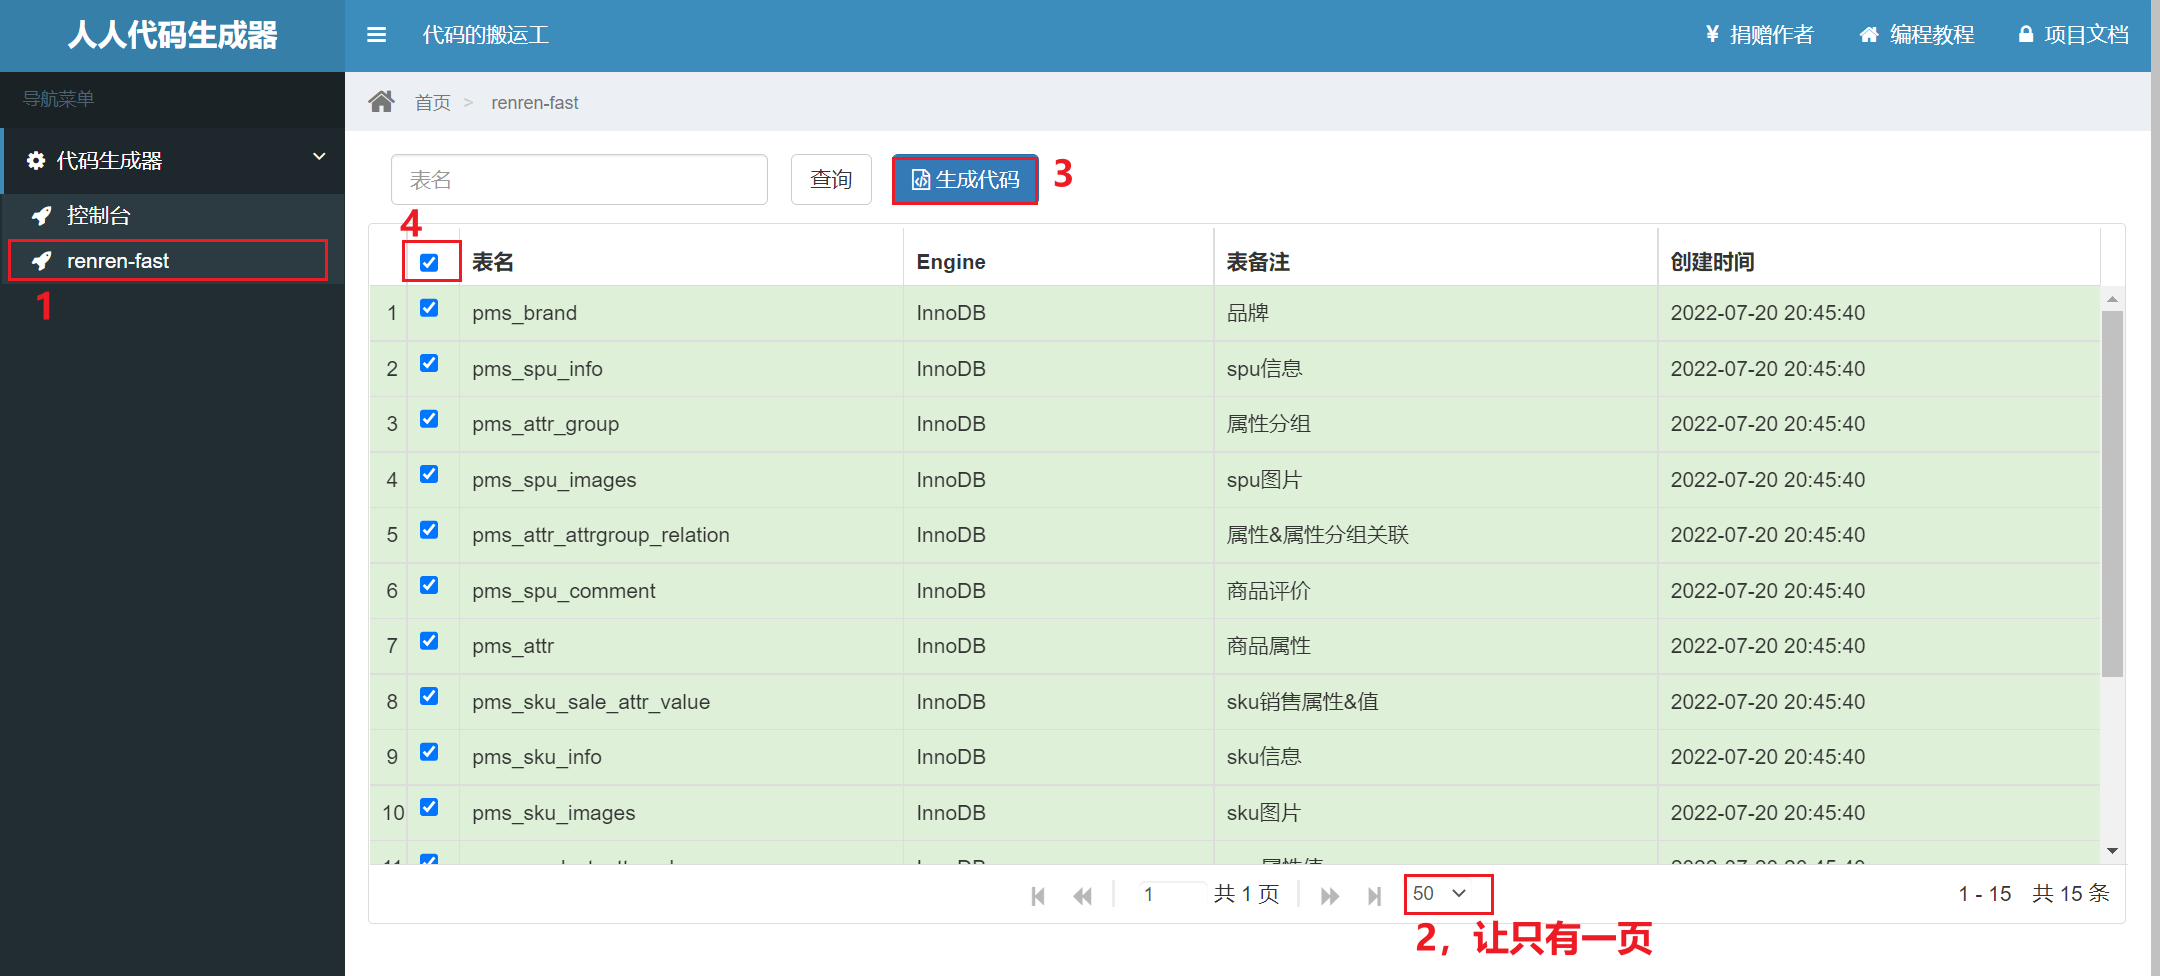 人人代码生成器
代码的搬运工
¥ 捐赠作者
编程教程
项目文档
导航菜单
首页 > renren-fast
代码生成器
控制台
renren-fast
1
表名
查询
生成代码
3
4
表名 Engine 表备注 创建时间
1 pms_brand InnoDB 品牌 2022-07-20 20:45:40
2 pms_spu_info InnoDB spu信息 2022-07-20 20:45:40
3 pms_attr_group InnoDB 属性分组 2022-07-20 20:45:40
4 pms_spu_images InnoDB spu图片 2022-07-20 20:45:40
5 pms_attr_attrgroup_relation InnoDB 属性&属性分组关联 2022-07-20 20:45:40
6 pms_spu_comment InnoDB 商品评价 2022-07-20 20:45:40
7 pms_attr InnoDB 商品属性 2022-07-20 20:45:40
8 pms_sku_sale_attr_value InnoDB sku销售属性&值 2022-07-20 20:45:40
9 pms_sku_info InnoDB sku信息 2022-07-20 20:45:40
10 pms_sku_images InnoDB sku图片 2022-07-20 20:45:40
1 共 1 页 50 1 - 15 共 15 条
2，让只有一页